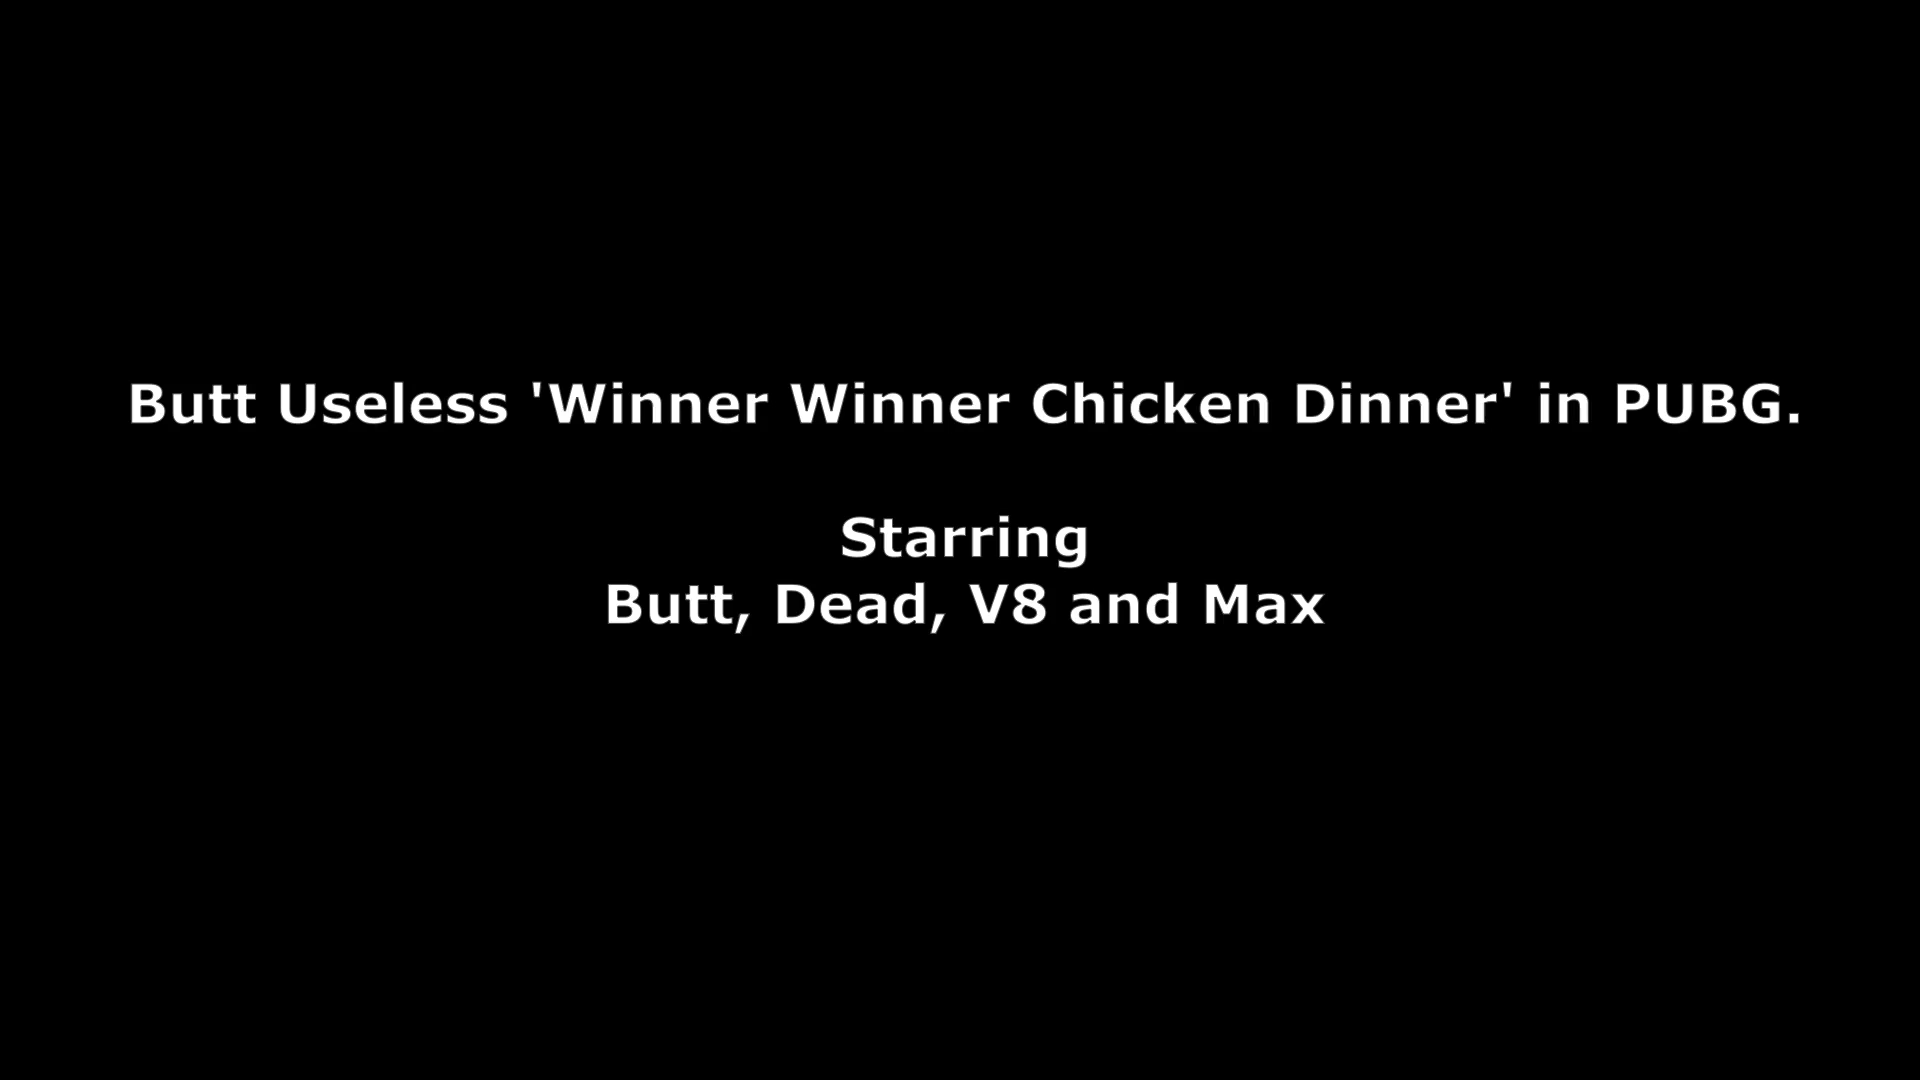 Butt Useless 'Winner Winner Chicken Dinner' in PUBG.
Starring
Butt, Dead, V8 and Max